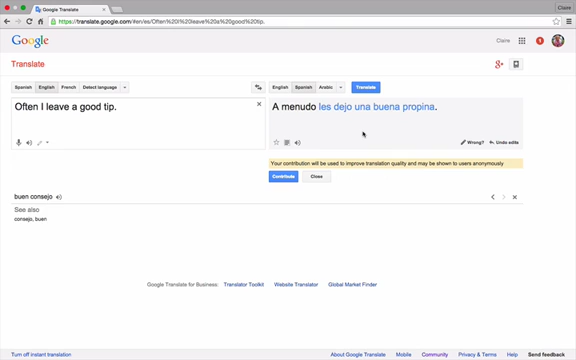 Google Translate
Claire
https://translate.google.com/#en/es/Often%20I%20leave%20a%20good%20tip.
Google
Claire
1
Translate
g+
Spanish English French Detect language
English Spanish Arabic Translate
Often I leave a good tip.
A menudo les dejo una buena propina.
Wrong? Undo edits
Your contribution will be used to improve translation quality and may be shown to users anonymously
Contribute Close
buen consejo
See also
consejo, buen
Google Translate for Business: Translator Toolkit Website Translator Global Market Finder
Turn off instant translation About Google Translate Mobile Community Privacy & Terms Help Send feedback